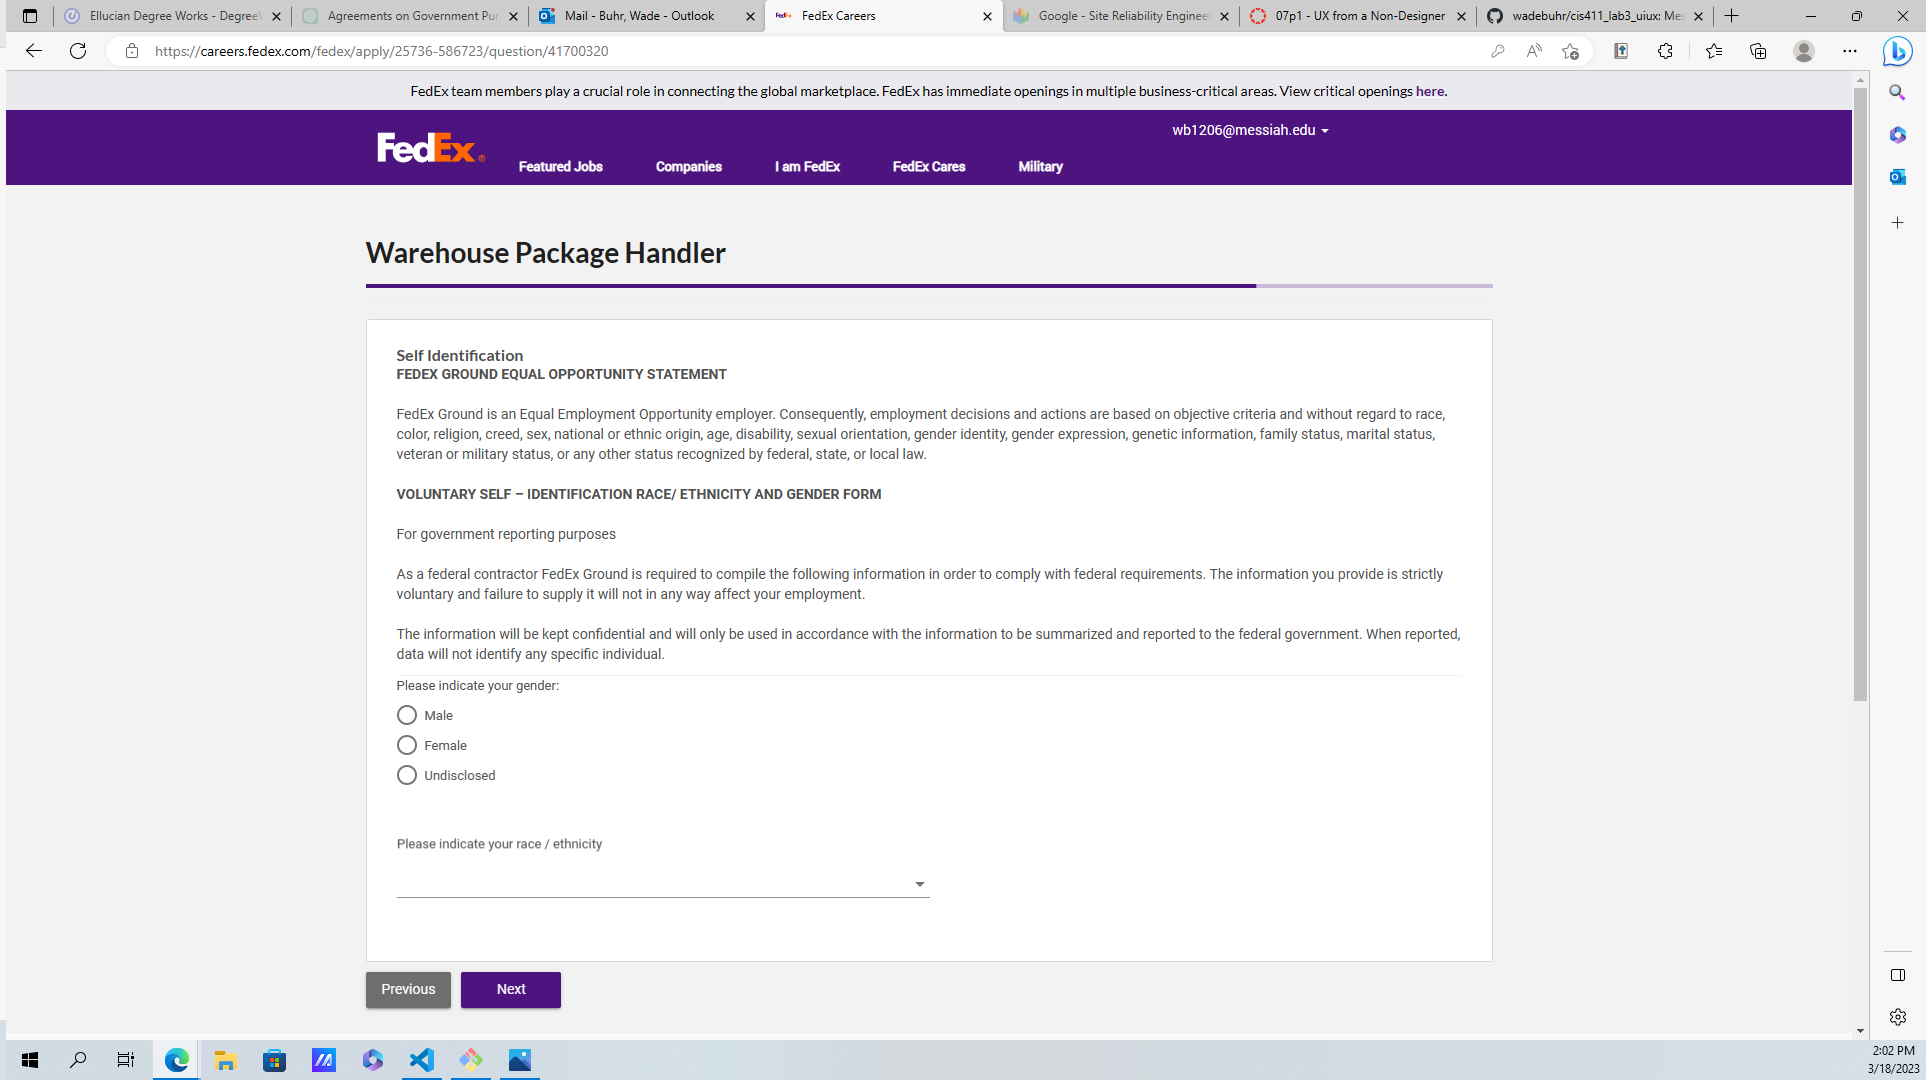 Ellucian Degree Works - Degree
Agreements on Government Pur
Mail - Buhr, Wade - Outlook
FedEx Careers
Google - Site Reliability Engineer
07p1 - UX from a Non-Designer
wadebuhr/cis411_lab3_uiux: Mes
https://careers.fedex.com/fedex/apply/25736-586723/question/41700320
FedEx team members play a crucial role in connecting the global marketplace. FedEx has immediate openings in multiple business-critical areas. View critical openings here.
wb1206@messiah.edu
FedEx
Featured Jobs
Companies
I am FedEx
FedEx Cares
Military
Warehouse Package Handler
Self Identification
FEDEX GROUND EQUAL OPPORTUNITY STATEMENT
FedEx Ground is an Equal Employment Opportunity employer. Consequently, employment decisions and actions are based on objective criteria and without regard to race,
color, religion, creed, sex, national or ethnic origin, age, disability, sexual orientation, gender identity, gender expression, genetic information, family status, marital status,
veteran or military status, or any other status recognized by federal, state, or local law.
VOLUNTARY SELF – IDENTIFICATION RACE/ ETHNICITY AND GENDER FORM
For government reporting purposes
As a federal contractor FedEx Ground is required to compile the following information in order to comply with federal requirements. The information you provide is strictly
voluntary and failure to supply it will not in any way affect your employment.
The information will be kept confidential and will only be used in accordance with the information to be summarized and reported to the federal government. When reported,
data will not identify any specific individual.
Please indicate your gender:
Male
Female
Undisclosed
Please indicate your race / ethnicity
Previous
Next
2:02 PM
3/18/2023